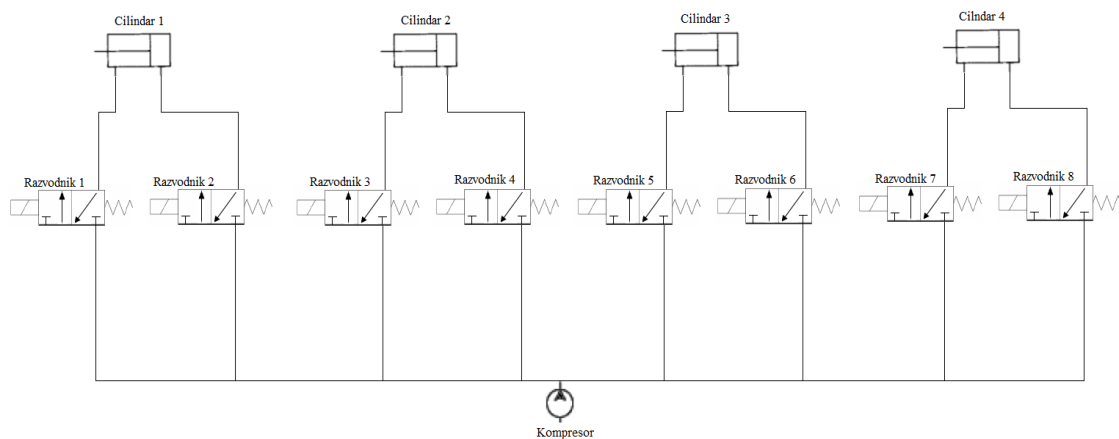 Cilindar 1
Cilindar 2
Cilindar 3
Cilndar 4
Razvodnik 1
Razvodnik 2
Razvodnik 3
Razvodnik 4
Razvodnik 5
Razvodnik 6
Razvodnik 7
Razvodnik 8
Kompresor